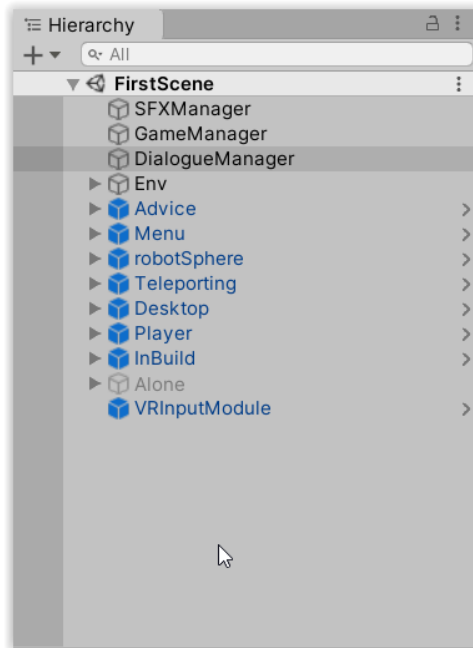 Hierarchy
All
FirstScene
SFXManager
GameManager
DialogueManager
Env
Advice
Menu
robotSphere
Teleporting
Desktop
Player
InBuild
Alone
VRInputModule